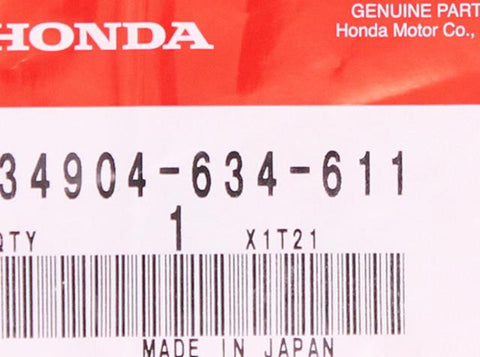 HONDA
GENUINE PART
Honda Motor Co.,
34904-634-611
QTY 1 X1T21
MADE IN JAPAN